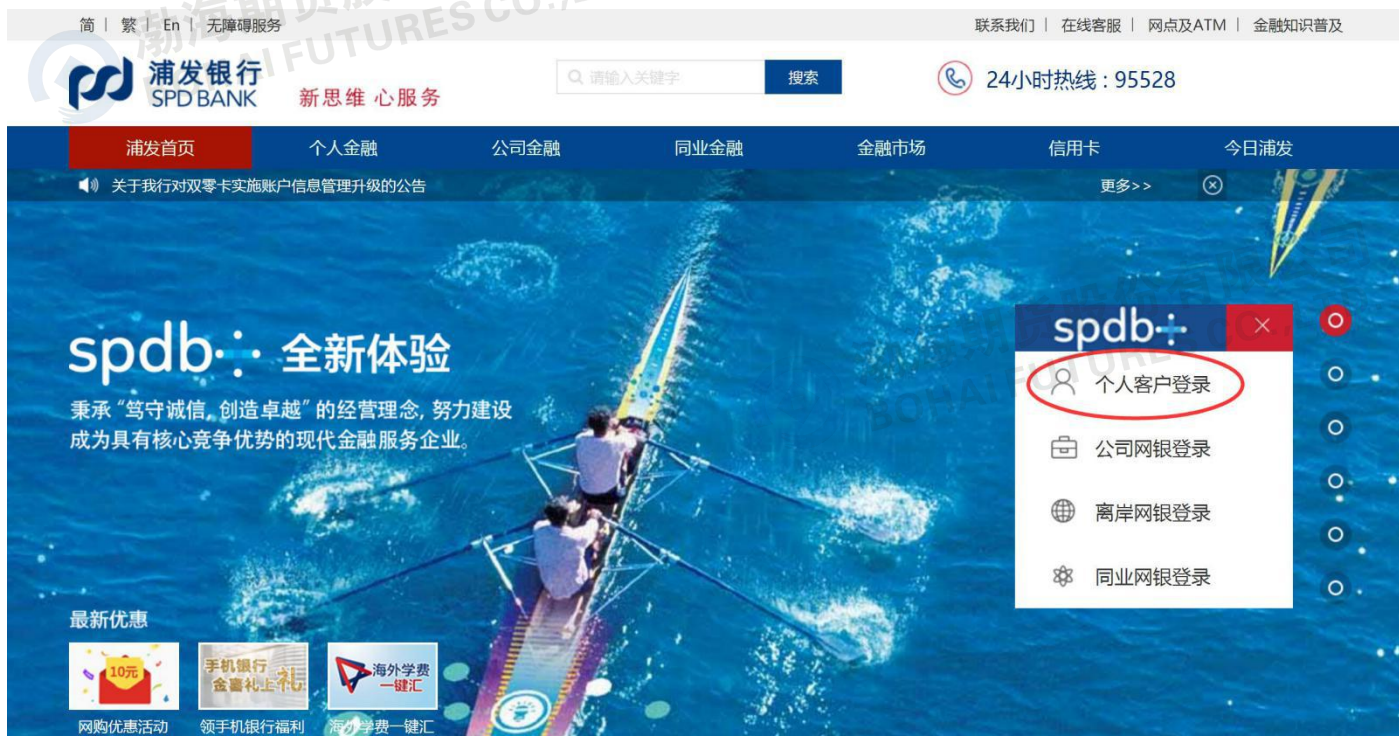 简 | 繁 | En | 无障碍服务
联系我们 | 在线客服 | 网点及ATM | 金融知识普及
渤海期货股
BOHAI FUTURES CO.,
浦发银行
SPD BANK
新思维 心服务
请输入关键字
搜索
24小时热线 : 95528
浦发首页 个人金融 公司金融 同业金融 金融市场 信用卡 今日浦发
关于我行对双零卡实施账户信息管理升级的公告
更多>>
spdb 全新体验
秉承“笃守诚信, 创造卓越”的经营理念, 努力建设
成为具有核心竞争优势的现代金融服务企业。
spdb
个人客户登录
公司网银登录
离岸网银登录
同业网银登录
BOHAI FUTURES CO.,
最新优惠
10元
手机银行
金喜礼上礼
海外学费
一键汇
网购优惠活动
领手机银行福利
海外学费一键汇